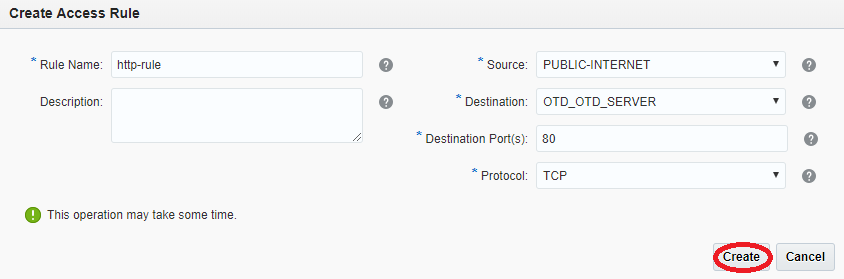 Create Access Rule
* Rule Name: http-rule ?
Description: ?
* Source: PUBLIC-INTERNET ?
* Destination: OTD_OTD_SERVER ?
* Destination Port(s): 80 ?
* Protocol: TCP ?
! This operation may take some time.
Create Cancel